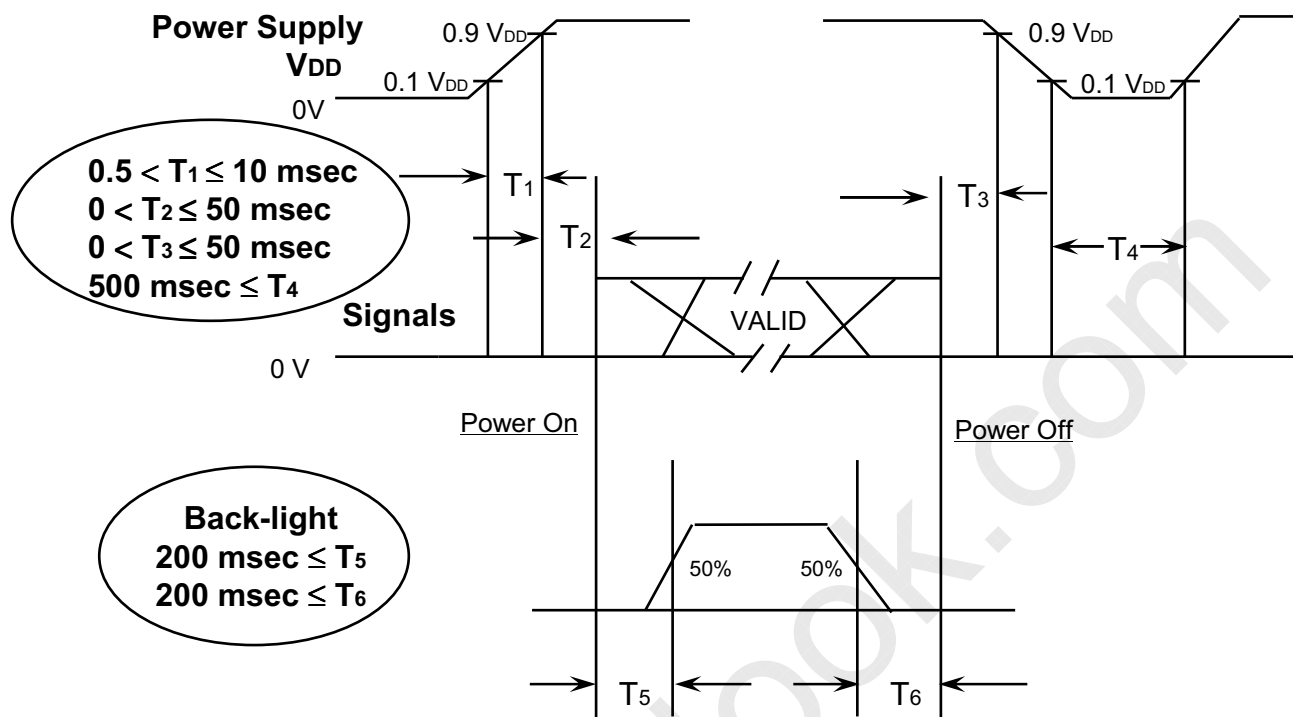 Power Supply
VDD
0.9 VDD
0.1 VDD
0V
0.9 VDD
0.1 VDD
0.5 < T1 ≤ 10 msec
0 < T2 ≤ 50 msec
0 < T3 ≤ 50 msec
500 msec ≤ T4
T1
T2
T3
T4
Signals
VALID
0 V
Power On
Power Off
Back-light
200 msec ≤ T5
200 msec ≤ T6
50%
50%
T5
T6
look.com